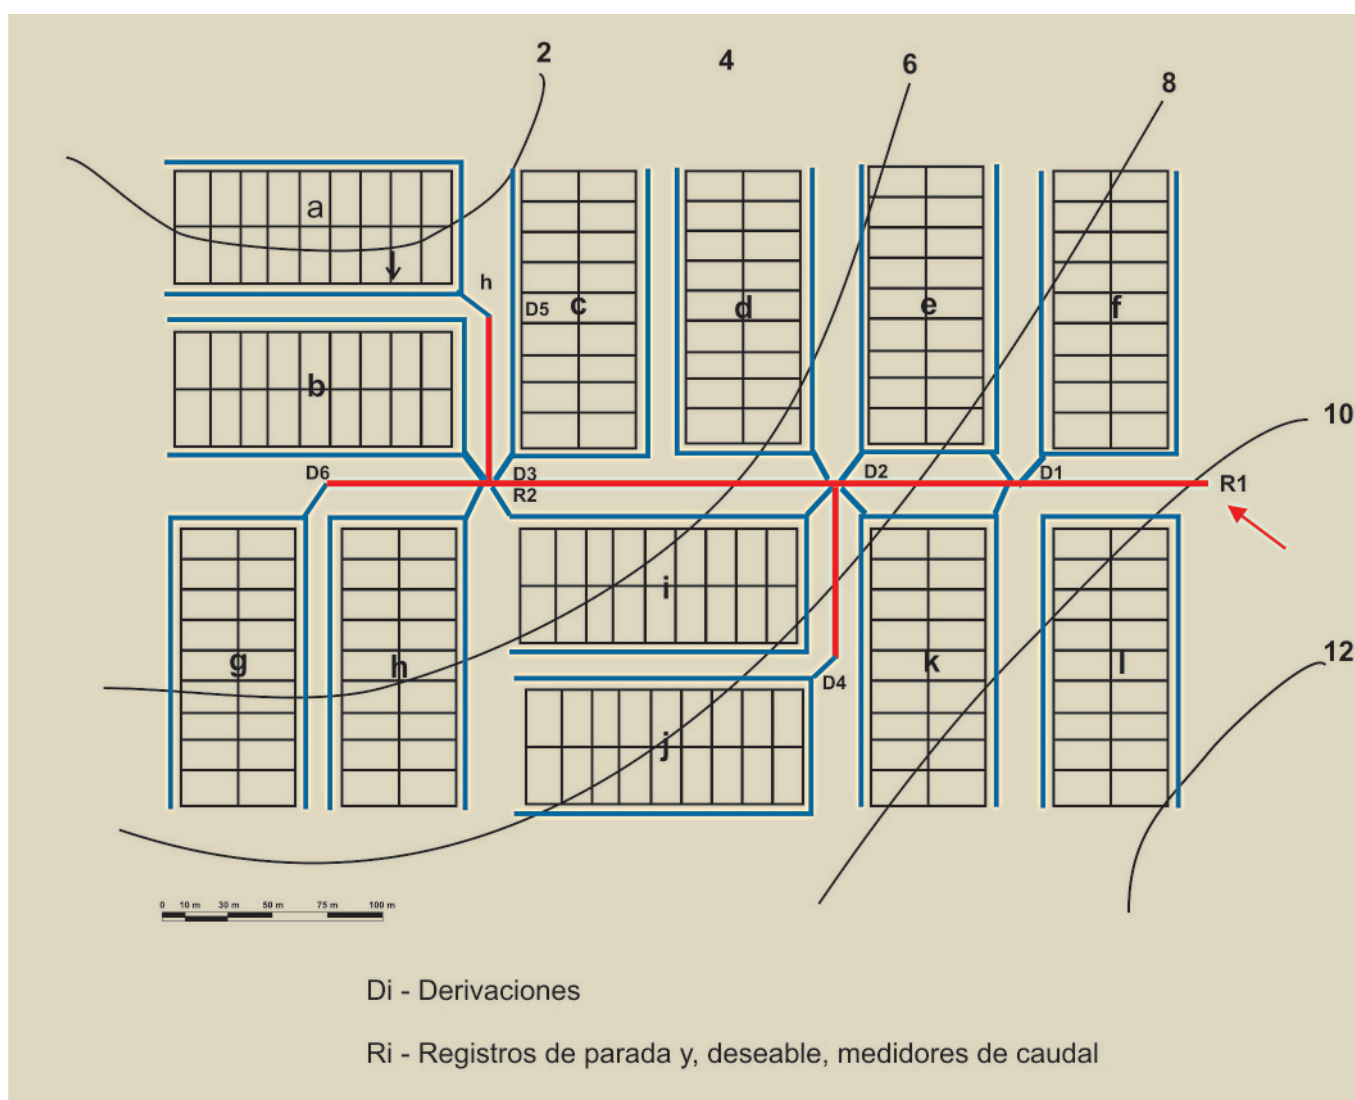 2
4
6
8
a
h
D5
c
d
e
f
b
10
D6
D3
D2
D1
R2
R1
i
g
h
k
l
12
D4
j
0 10 m 30 m 50 m 75 m 100 m
Di - Derivaciones
Ri - Registros de parada y, deseable, medidores de caudal